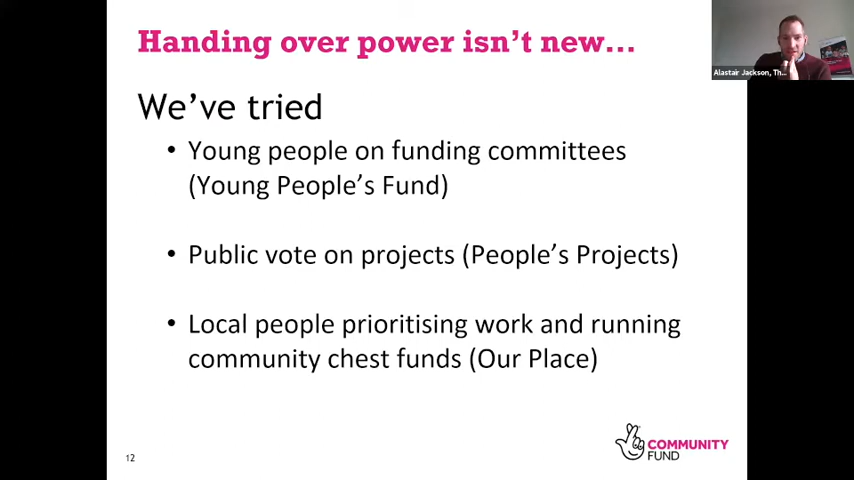 Handing over power isn't new...
Alastair Jackson, Th...
We've tried
• Young people on funding committees
(Young People's Fund)
• Public vote on projects (People's Projects)
• Local people prioritising work and running
community chest funds (Our Place)
12
COMMUNITY
FUND